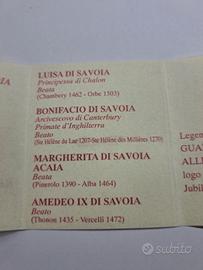 LUISA DI SAVOIA
Principessa di Chalon
Beata
(Chambery 1462 - Orbe 1503)
BONIFACIO DI SAVOIA
Arcivescovo di Canterbury
Primate d'Inghilterra
Beato
(Ste Hélène du Lac 1207-Ste Hélène des Millières 1270)
MARGHERITA DI SAVOIA
ACAIA
Beata
(Pinerolo 1390 - Alba 1464)
AMEDEO IX DI SAVOIA
Beato
(Thonon 1435 - Vercelli 1472)
Legen
GUA
ALL
logo
Jubil
subito